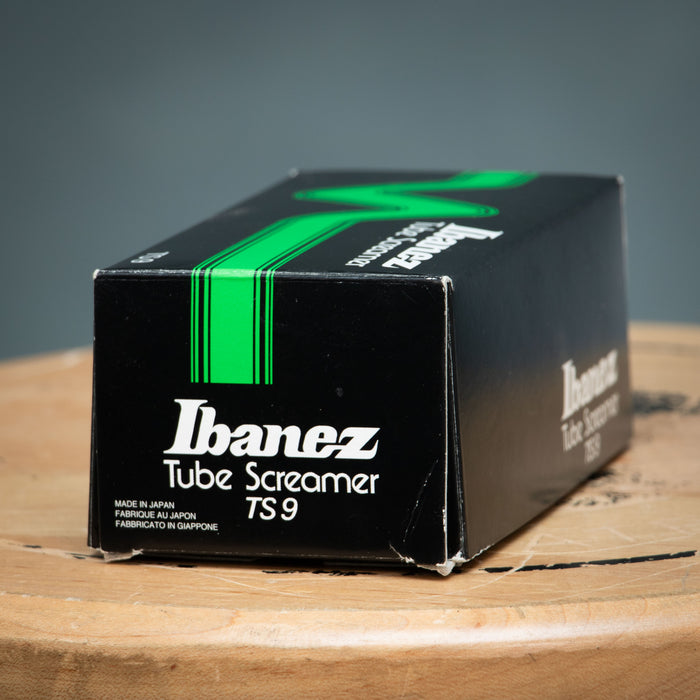 TS9
Ibanez
Tube Screamer
Ibanez
Tube Screamer
TS 9
MADE IN JAPAN
FABRIQUE AU JAPON
FABBRICATO IN GIAPPONE
Ibanez
Tube Screamer
TS9